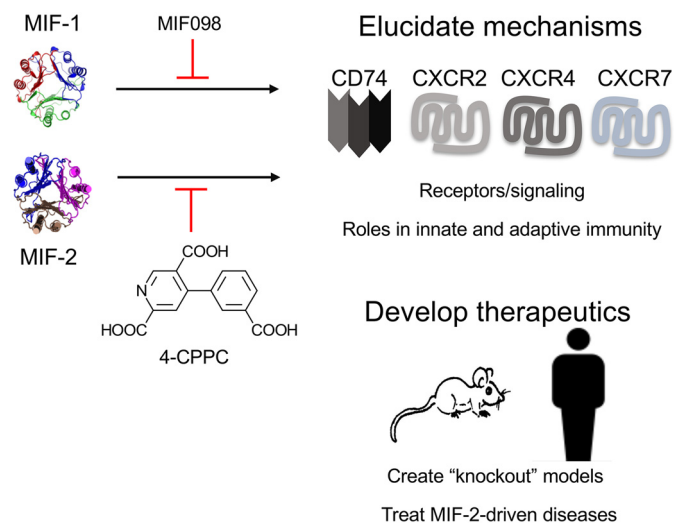 MIF-1
MIF098
MIF-2
COOH
N
HOOC
COOH
4-CPPC
Elucidate mechanisms
CD74 CXCR2 CXCR4 CXCR7
Receptors/signaling
Roles in innate and adaptive immunity
Develop therapeutics
Create “knockout” models
Treat MIF-2-driven diseases